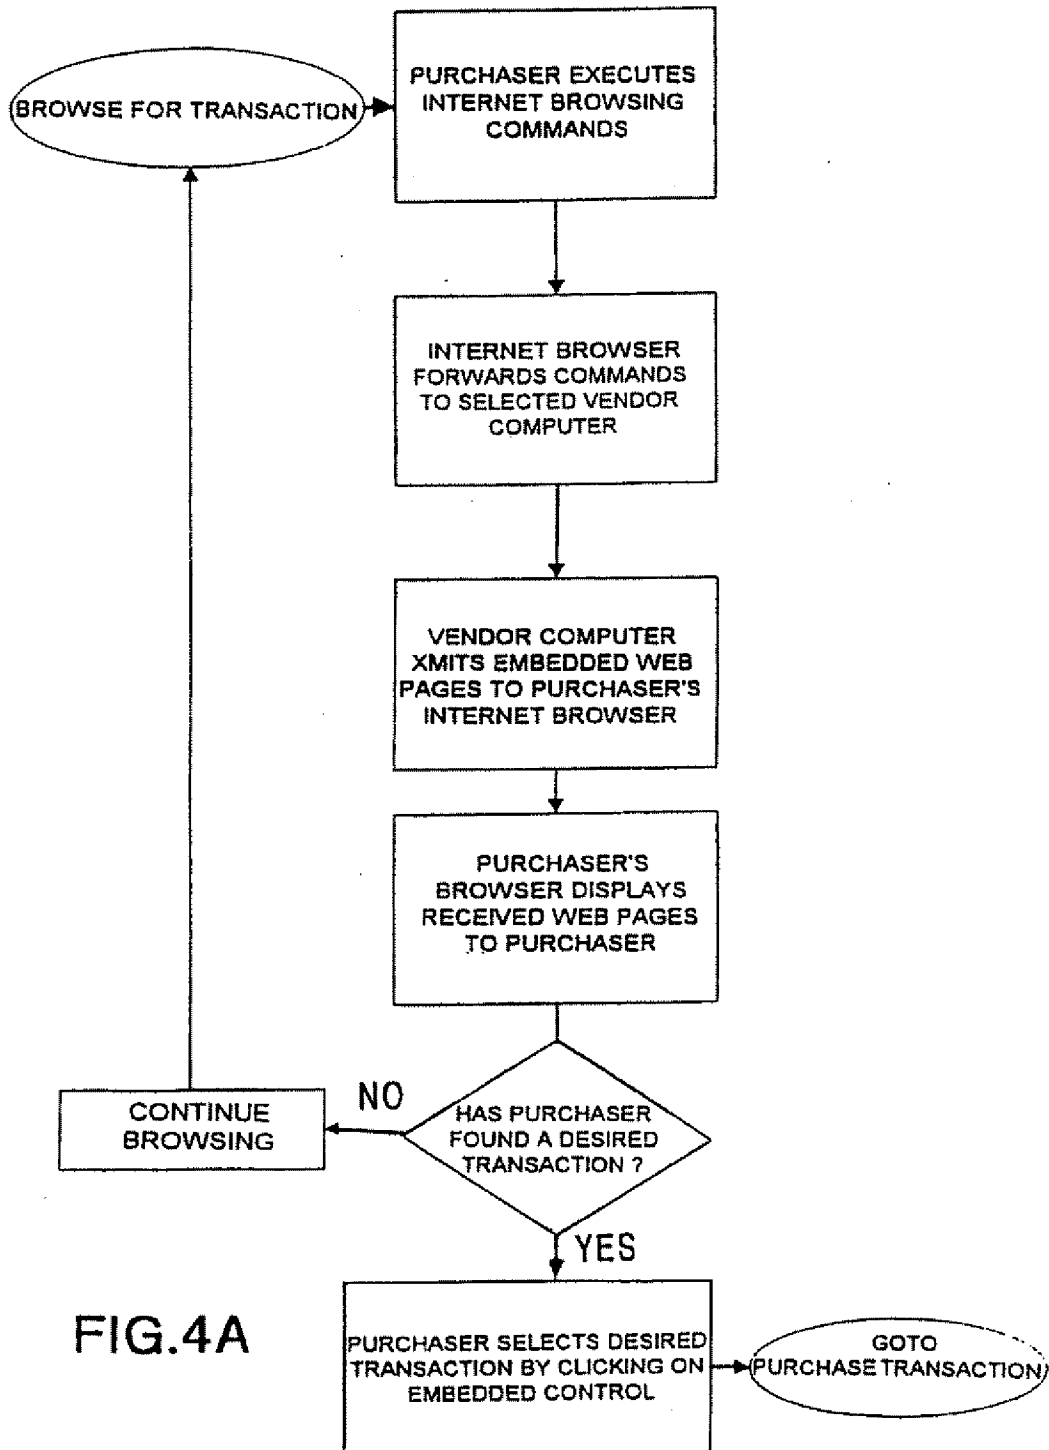 BROWSE FOR TRANSACTION
PURCHASER EXECUTES
INTERNET BROWSING
COMMANDS
INTERNET BROWSER
FORWARDS COMMANDS
TO SELECTED VENDOR
COMPUTER
VENDOR COMPUTER
XMITS EMBEDDED WEB
PAGES TO PURCHASER'S
INTERNET BROWSER
PURCHASER'S
BROWSER DISPLAYS
RECEIVED WEB PAGES
TO PURCHASER
HAS PURCHASER
FOUND A DESIRED
TRANSACTION ?
NO
CONTINUE
BROWSING
YES
PURCHASER SELECTS DESIRED
TRANSACTION BY CLICKING ON
EMBEDDED CONTROL
GOTO
PURCHASE TRANSACTION
FIG.4A